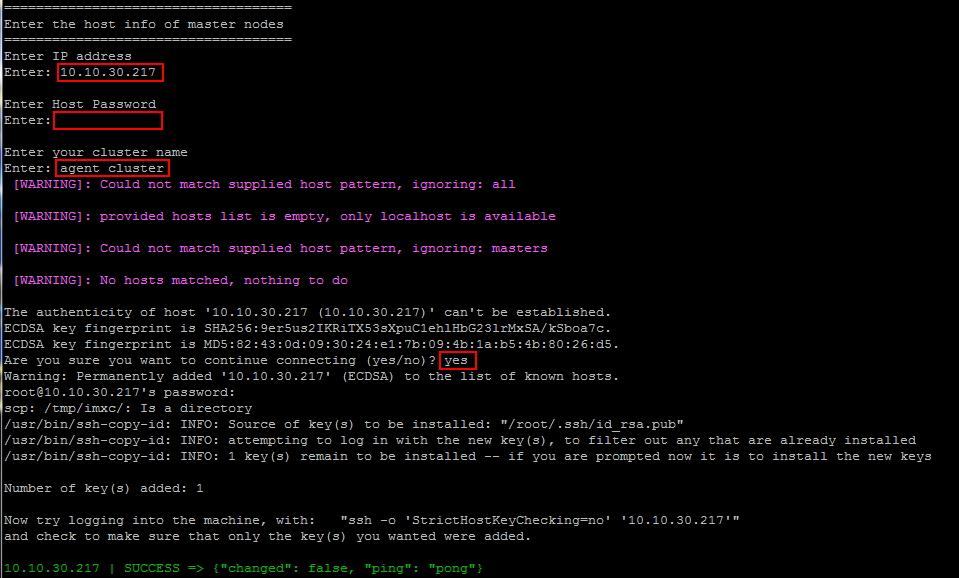 ====================================
Enter the host info of master nodes
====================================
Enter IP address
Enter: 10.10.30.217
Enter Host Password
Enter:
Enter your cluster name
Enter: agent cluster
[WARNING]: Could not match supplied host pattern, ignoring: all
[WARNING]: provided hosts list is empty, only localhost is available
[WARNING]: Could not match supplied host pattern, ignoring: masters
[WARNING]: No hosts matched, nothing to do
The authenticity of host '10.10.30.217 (10.10.30.217)' can't be established.
ECDSA key fingerprint is SHA256:9er5us2IKRiTX53sXpuC1ehlHbG23lrMxSA/kSboa7c.
ECDSA key fingerprint is MD5:82:43:0d:09:30:24:e1:7b:09:4b:1a:b5:4b:80:26:d5.
Are you sure you want to continue connecting (yes/no)? yes
Warning: Permanently added '10.10.30.217' (ECDSA) to the list of known hosts.
root@10.10.30.217's password:
scp: /tmp/imxc/: Is a directory
/usr/bin/ssh-copy-id: INFO: Source of key(s) to be installed: "/root/.ssh/id_rsa.pub"
/usr/bin/ssh-copy-id: INFO: attempting to log in with the new key(s), to filter out any that are already installed
/usr/bin/ssh-copy-id: INFO: 1 key(s) remain to be installed -- if you are prompted now it is to install the new keys
Number of key(s) added: 1
Now try logging into the machine, with:   "ssh -o 'StrictHostKeyChecking=no' '10.10.30.217'"
and check to make sure that only the key(s) you wanted were added.
10.10.30.217 | SUCCESS => {"changed": false, "ping": "pong"}